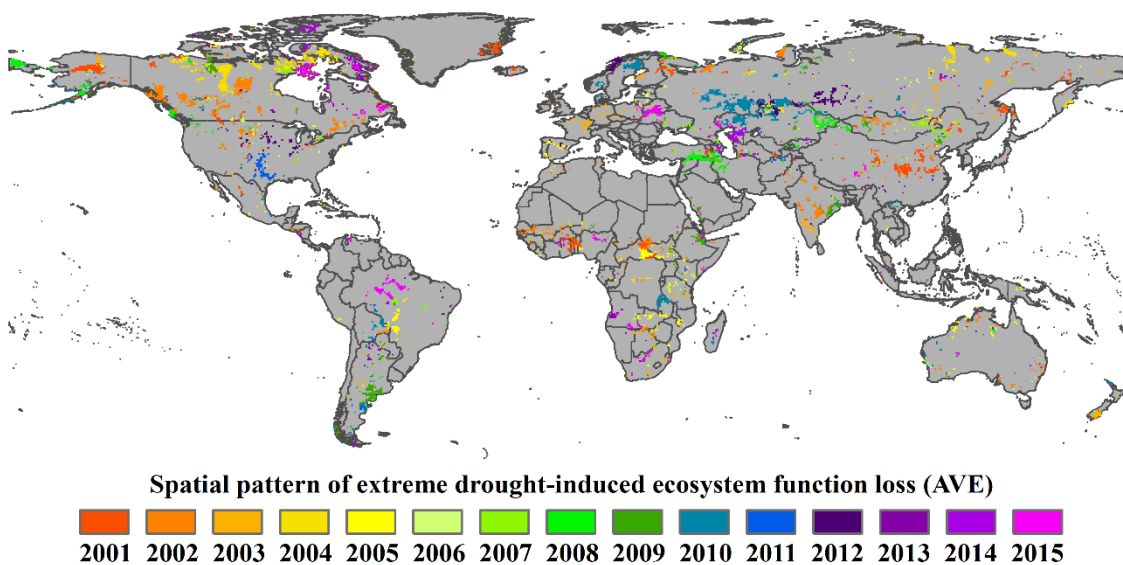 Spatial pattern of extreme drought-induced ecosystem function loss (AVE)
2001 2002 2003 2004 2005 2006 2007 2008 2009 2010 2011 2012 2013 2014 2015